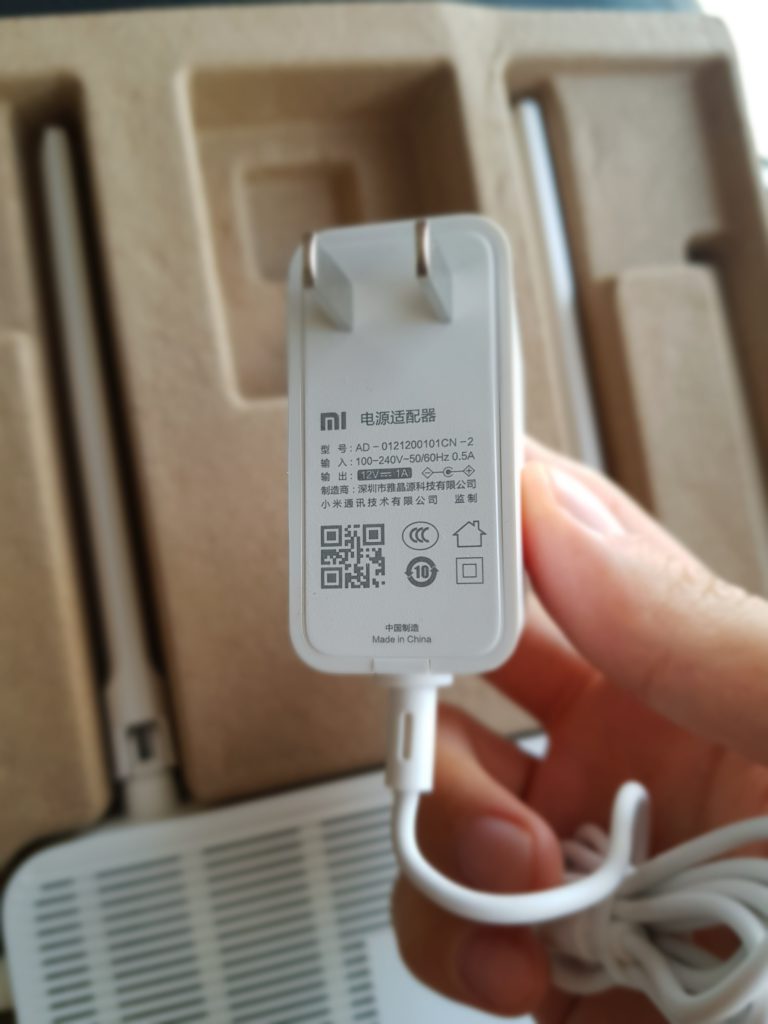 mi 电源适配器
型 号：AD-0121200101CN-2
输 入：100-240V~50/60Hz 0.5A
输 出：12V⎓1A
制造商：深圳市雅晶源科技有限公司
小米通讯技术有限公司 监制
CCC
10
中国制造
Made in China